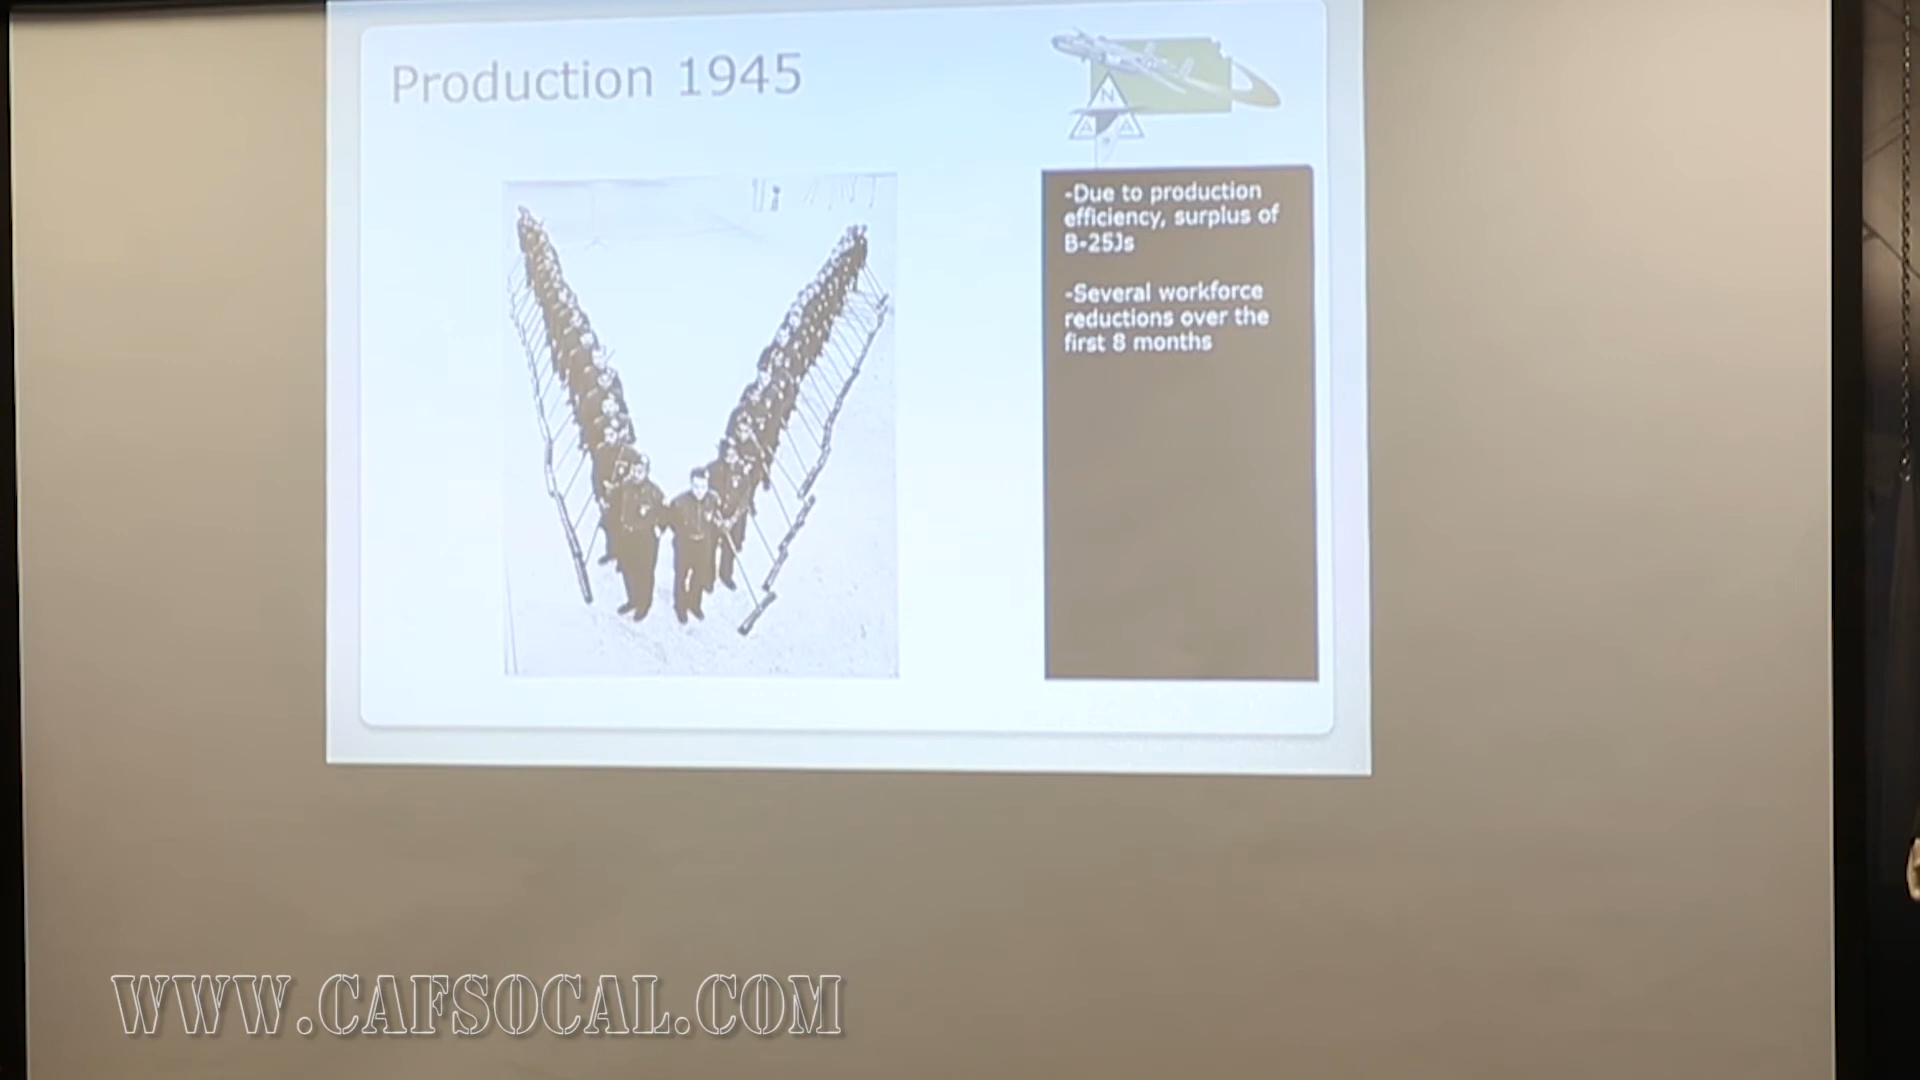 Production 1945
N
A A
-Due to production
efficiency, surplus of
B-25Js
-Several workforce
reductions over the
first 8 months
WWW.CAFSOCAL.COM